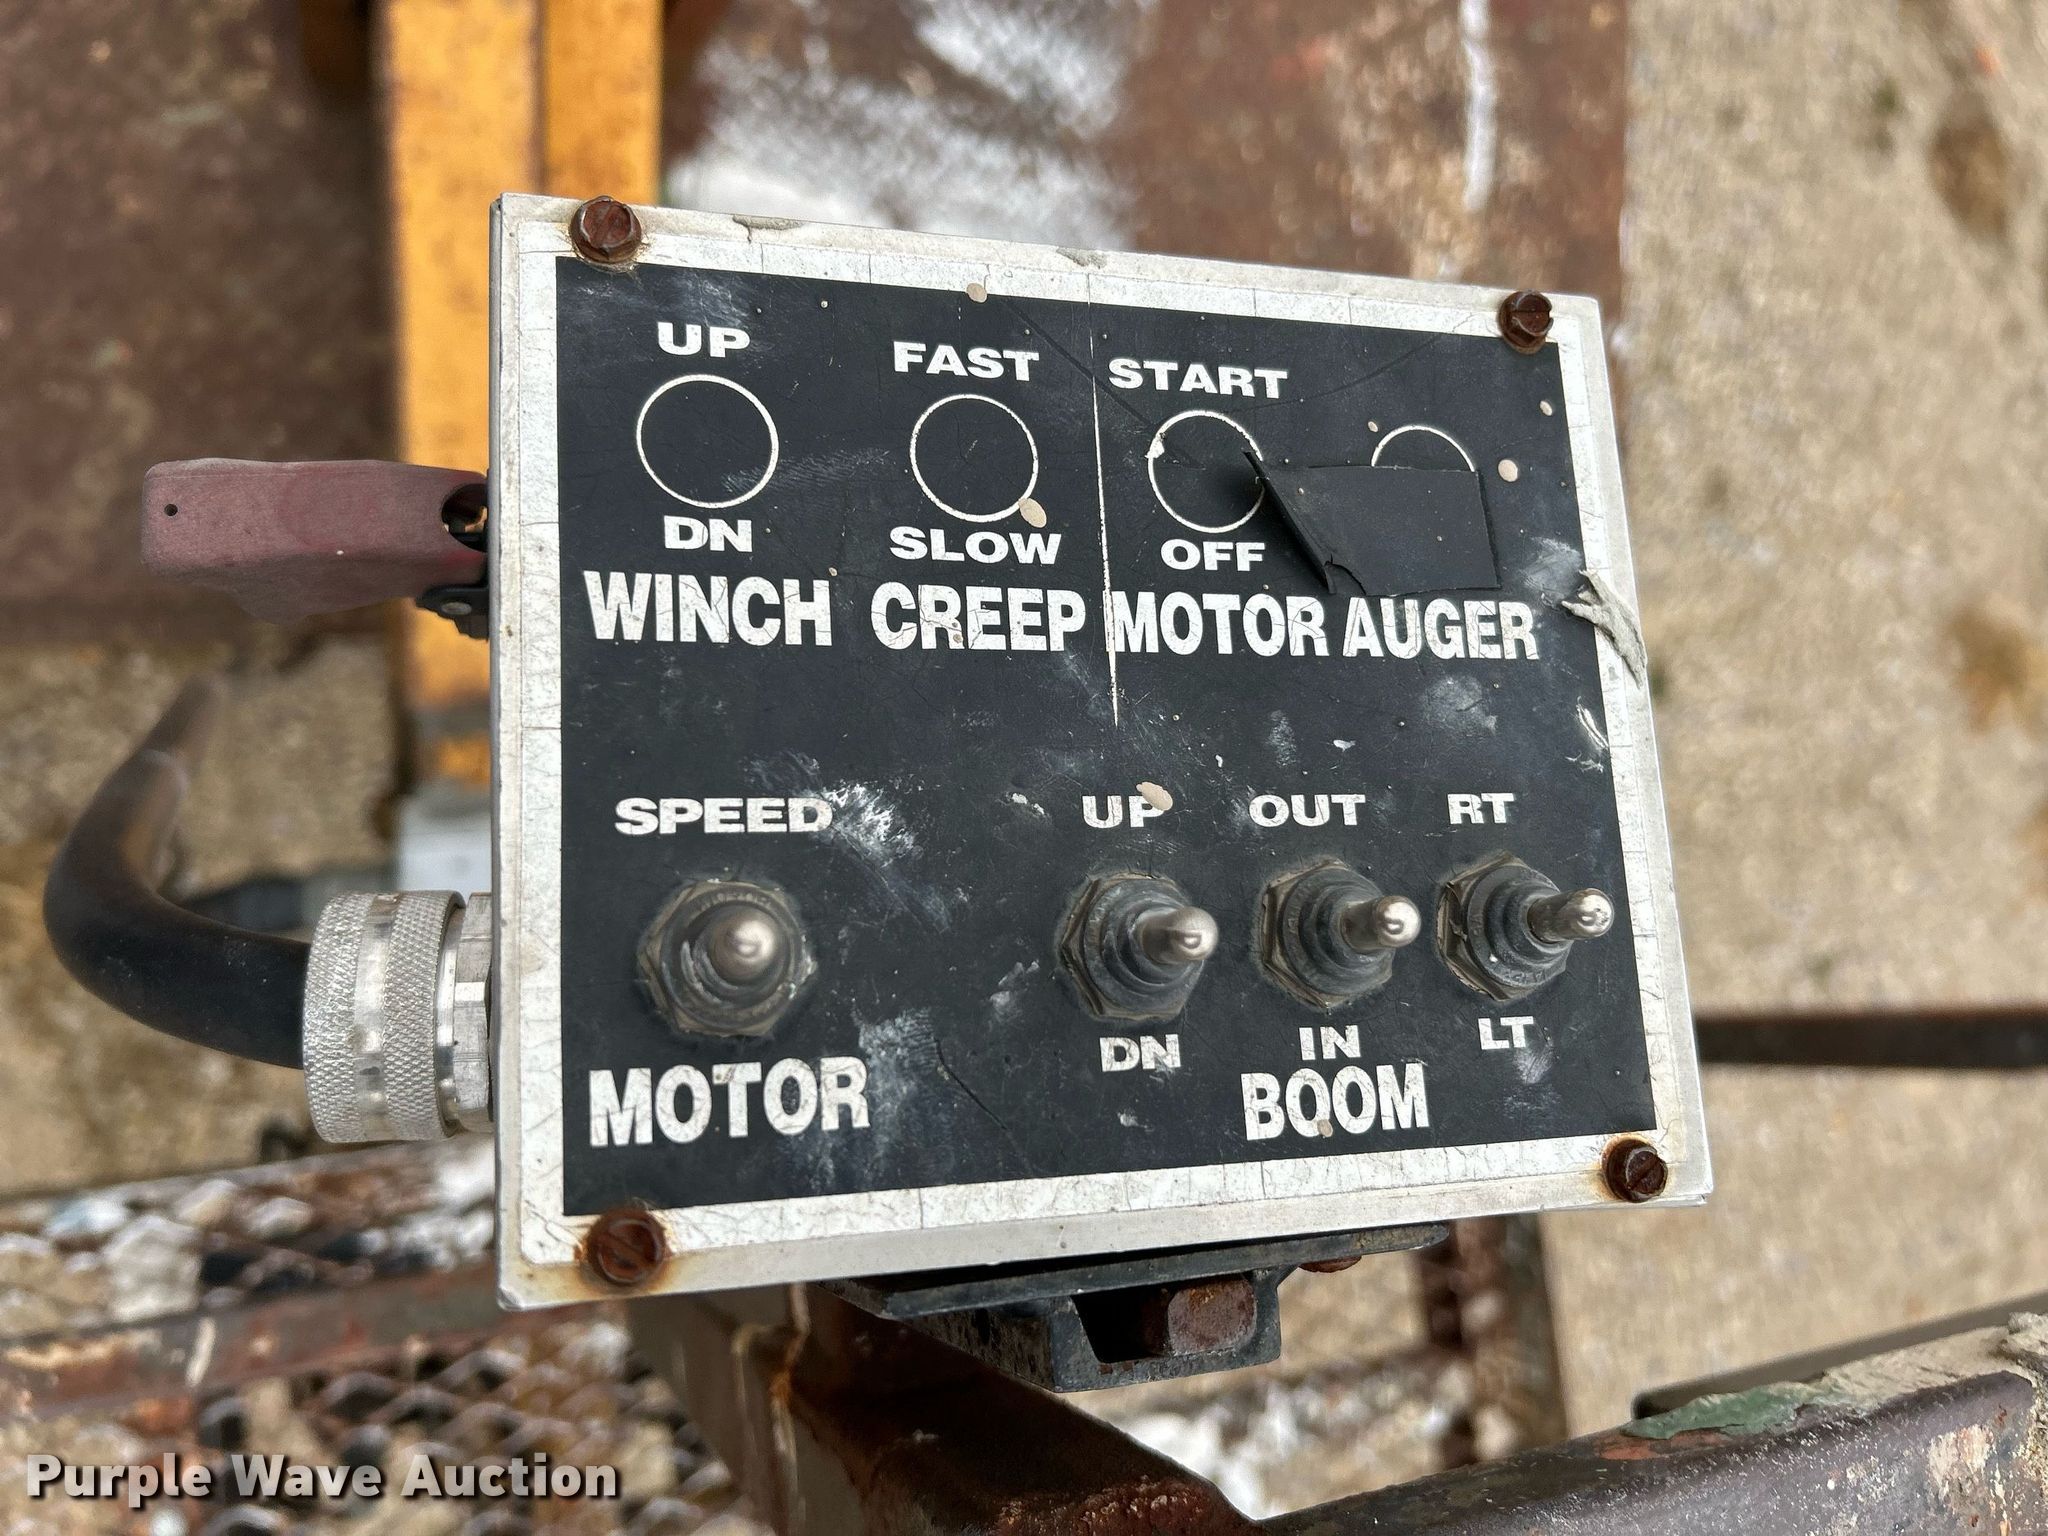 UP FAST START
DN SLOW OFF
WINCH CREEP MOTOR AUGER
SPEED UP OUT RT
DN IN LT
MOTOR BOOM
Purple Wave Auction